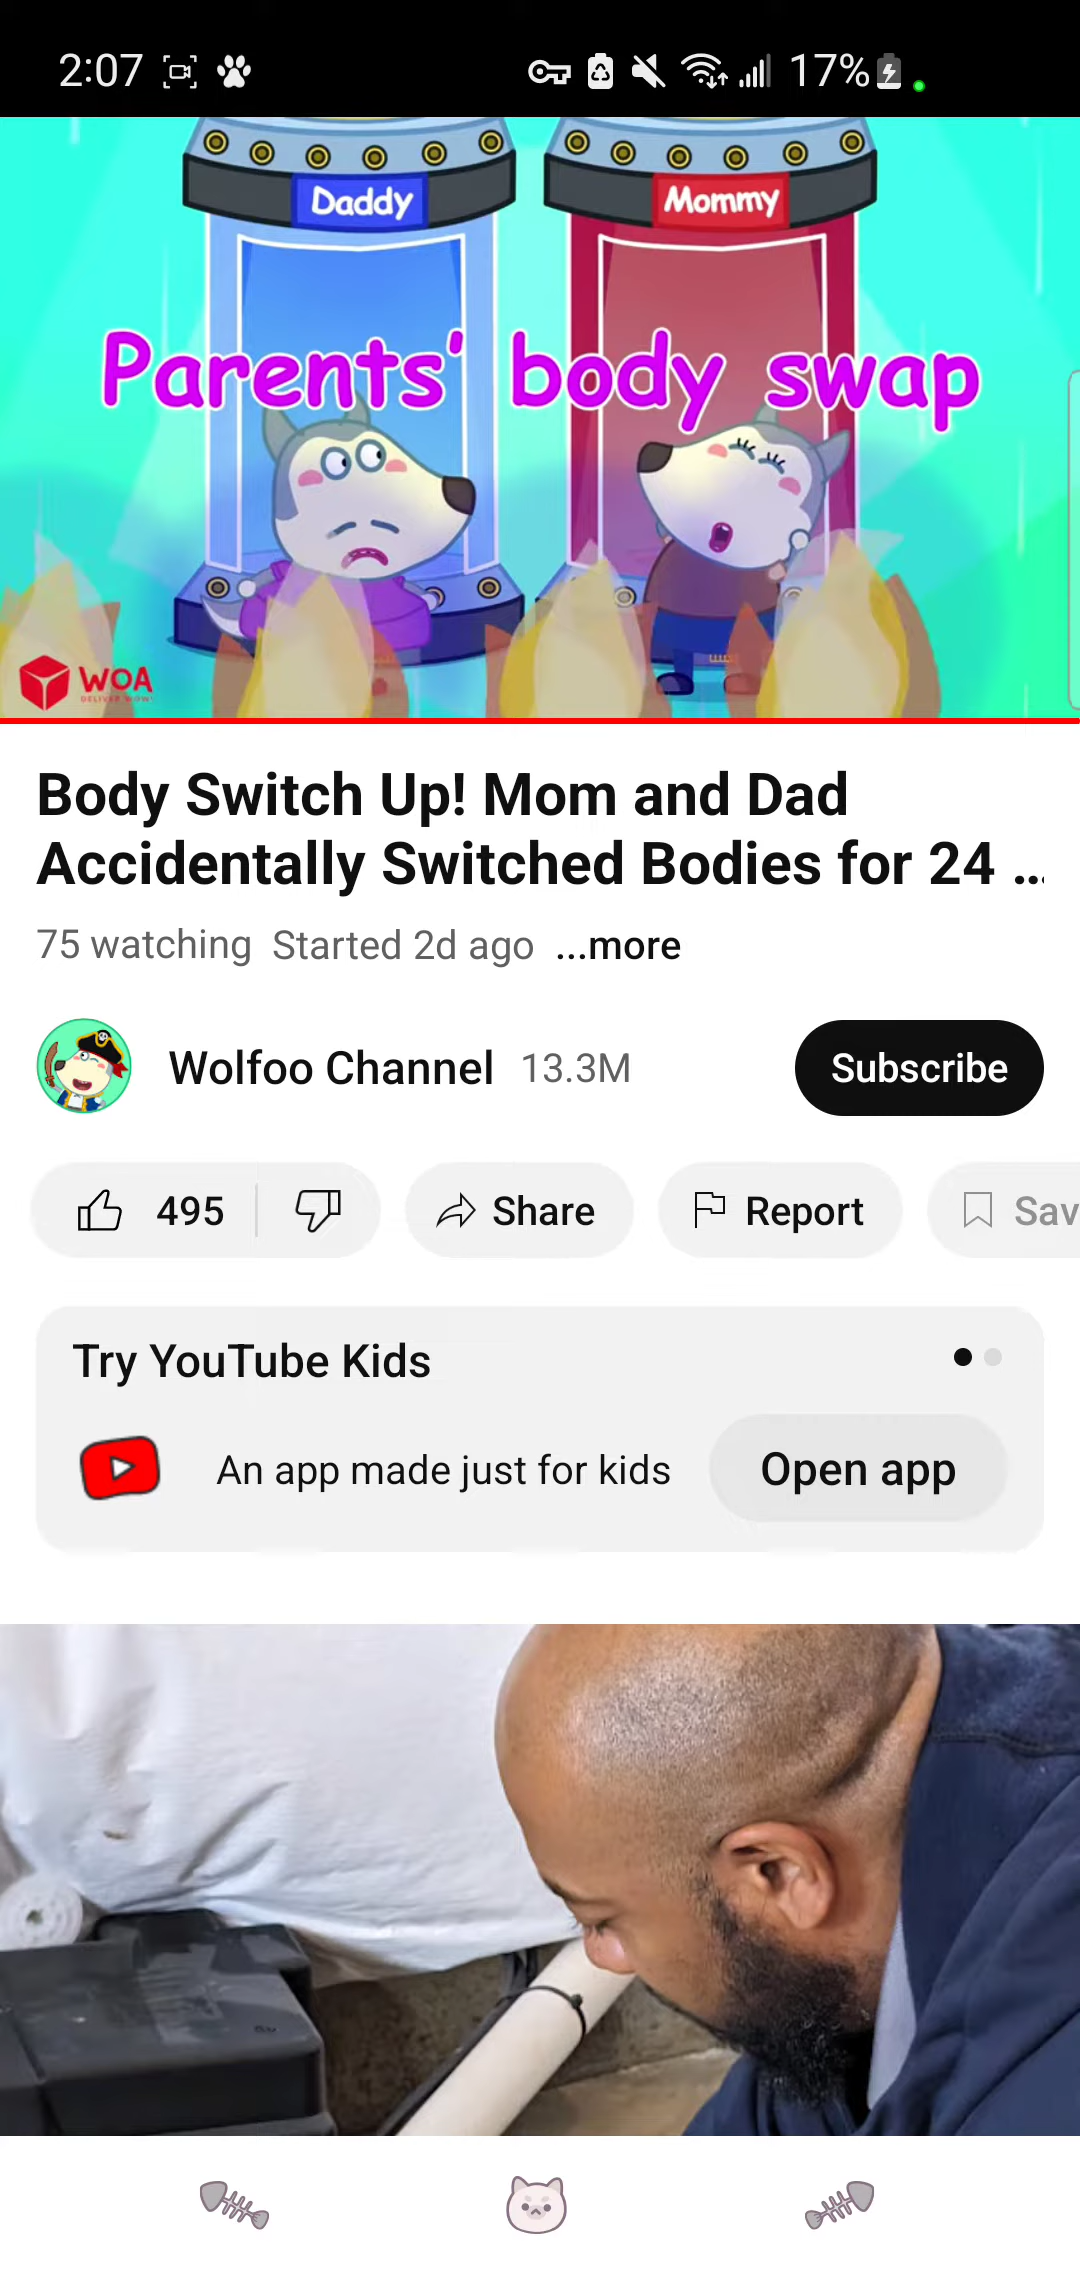 2:07
17%
Daddy
Mommy
Parents' body swap
WOA
DELIVER WOW!
Body Switch Up! Mom and Dad
Accidentally Switched Bodies for 24 ...
75 watching Started 2d ago ...more
Wolfoo Channel 13.3M
Subscribe
495
Share
Report
Sav
Try YouTube Kids
An app made just for kids
Open app